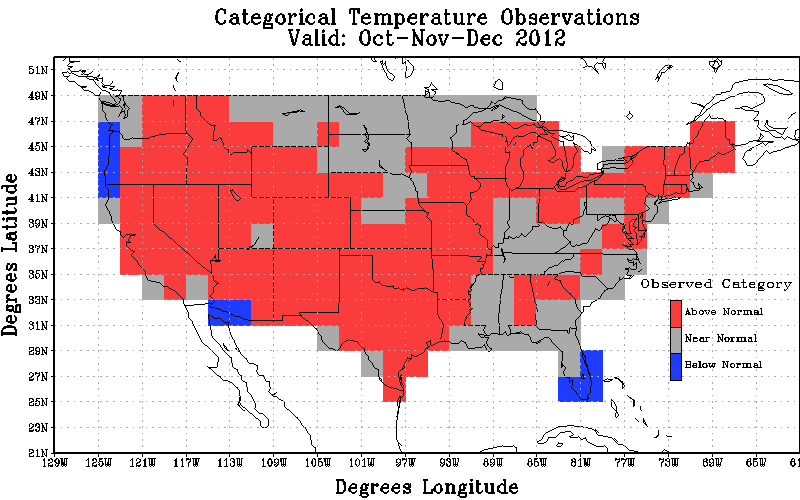 Categorical Temperature Observations
Valid: Oct-Nov-Dec 2012
51N
49N
47N
45N
43N
41N
39N
37N
35N
33N
31N
29N
27N
25N
23N
21N
Degrees Latitude
Observed Category
Above Normal
Near Normal
Below Normal
129W 125W 121W 117W 113W 109W 105W 101W 97W 93W 89W 85W 81W 77W 73W 69W 65W 61
Degrees Longitude